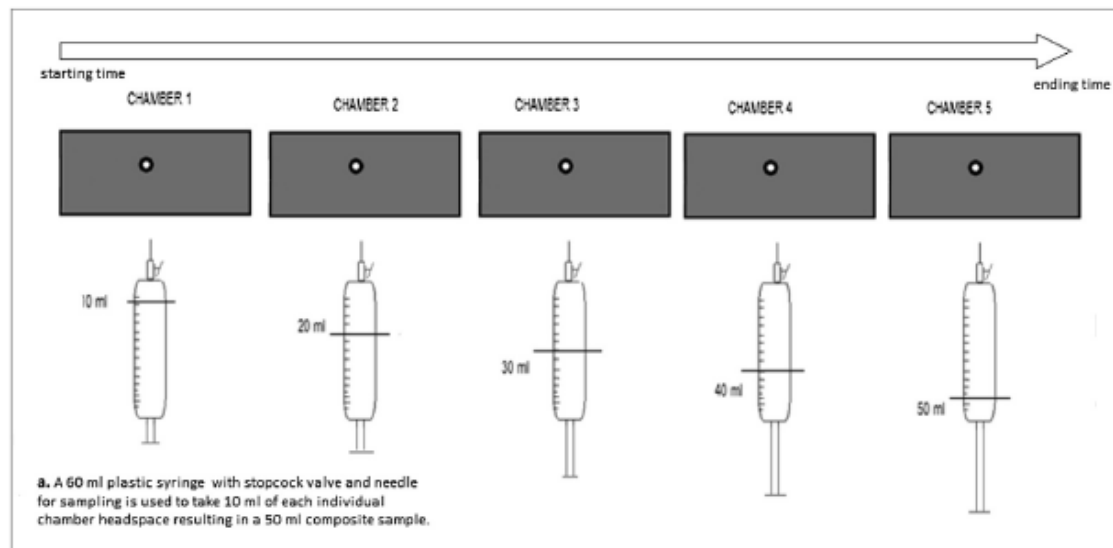 starting time
ending time
CHAMBER 1
CHAMBER 2
CHAMBER 3
CHAMBER 4
CHAMBER 5
10 ml
20 ml
30 ml
40 ml
50 ml
a. A 60 ml plastic syringe with stopcock valve and needle
for sampling is used to take 10 ml of each individual
chamber headspace resulting in a 50 ml composite sample.